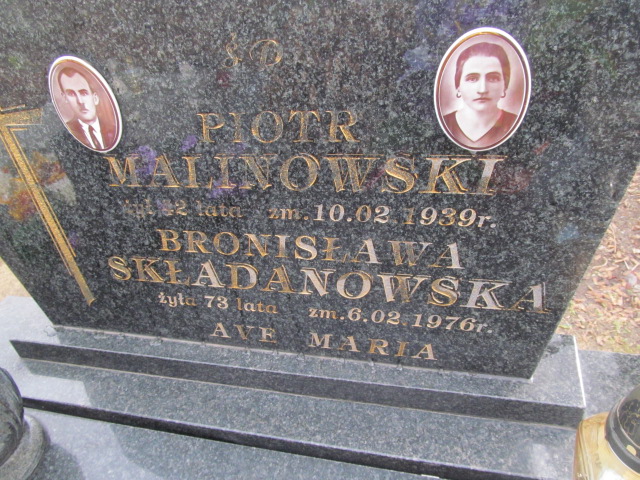 Ś P
PIOTR
MALINOWSKI
lata zm. 10.02 1939r.
BRONISŁAWA
SKŁADANOWSKA
żyła 73 lata zm. 6.02 1976r.
AVE MARIA